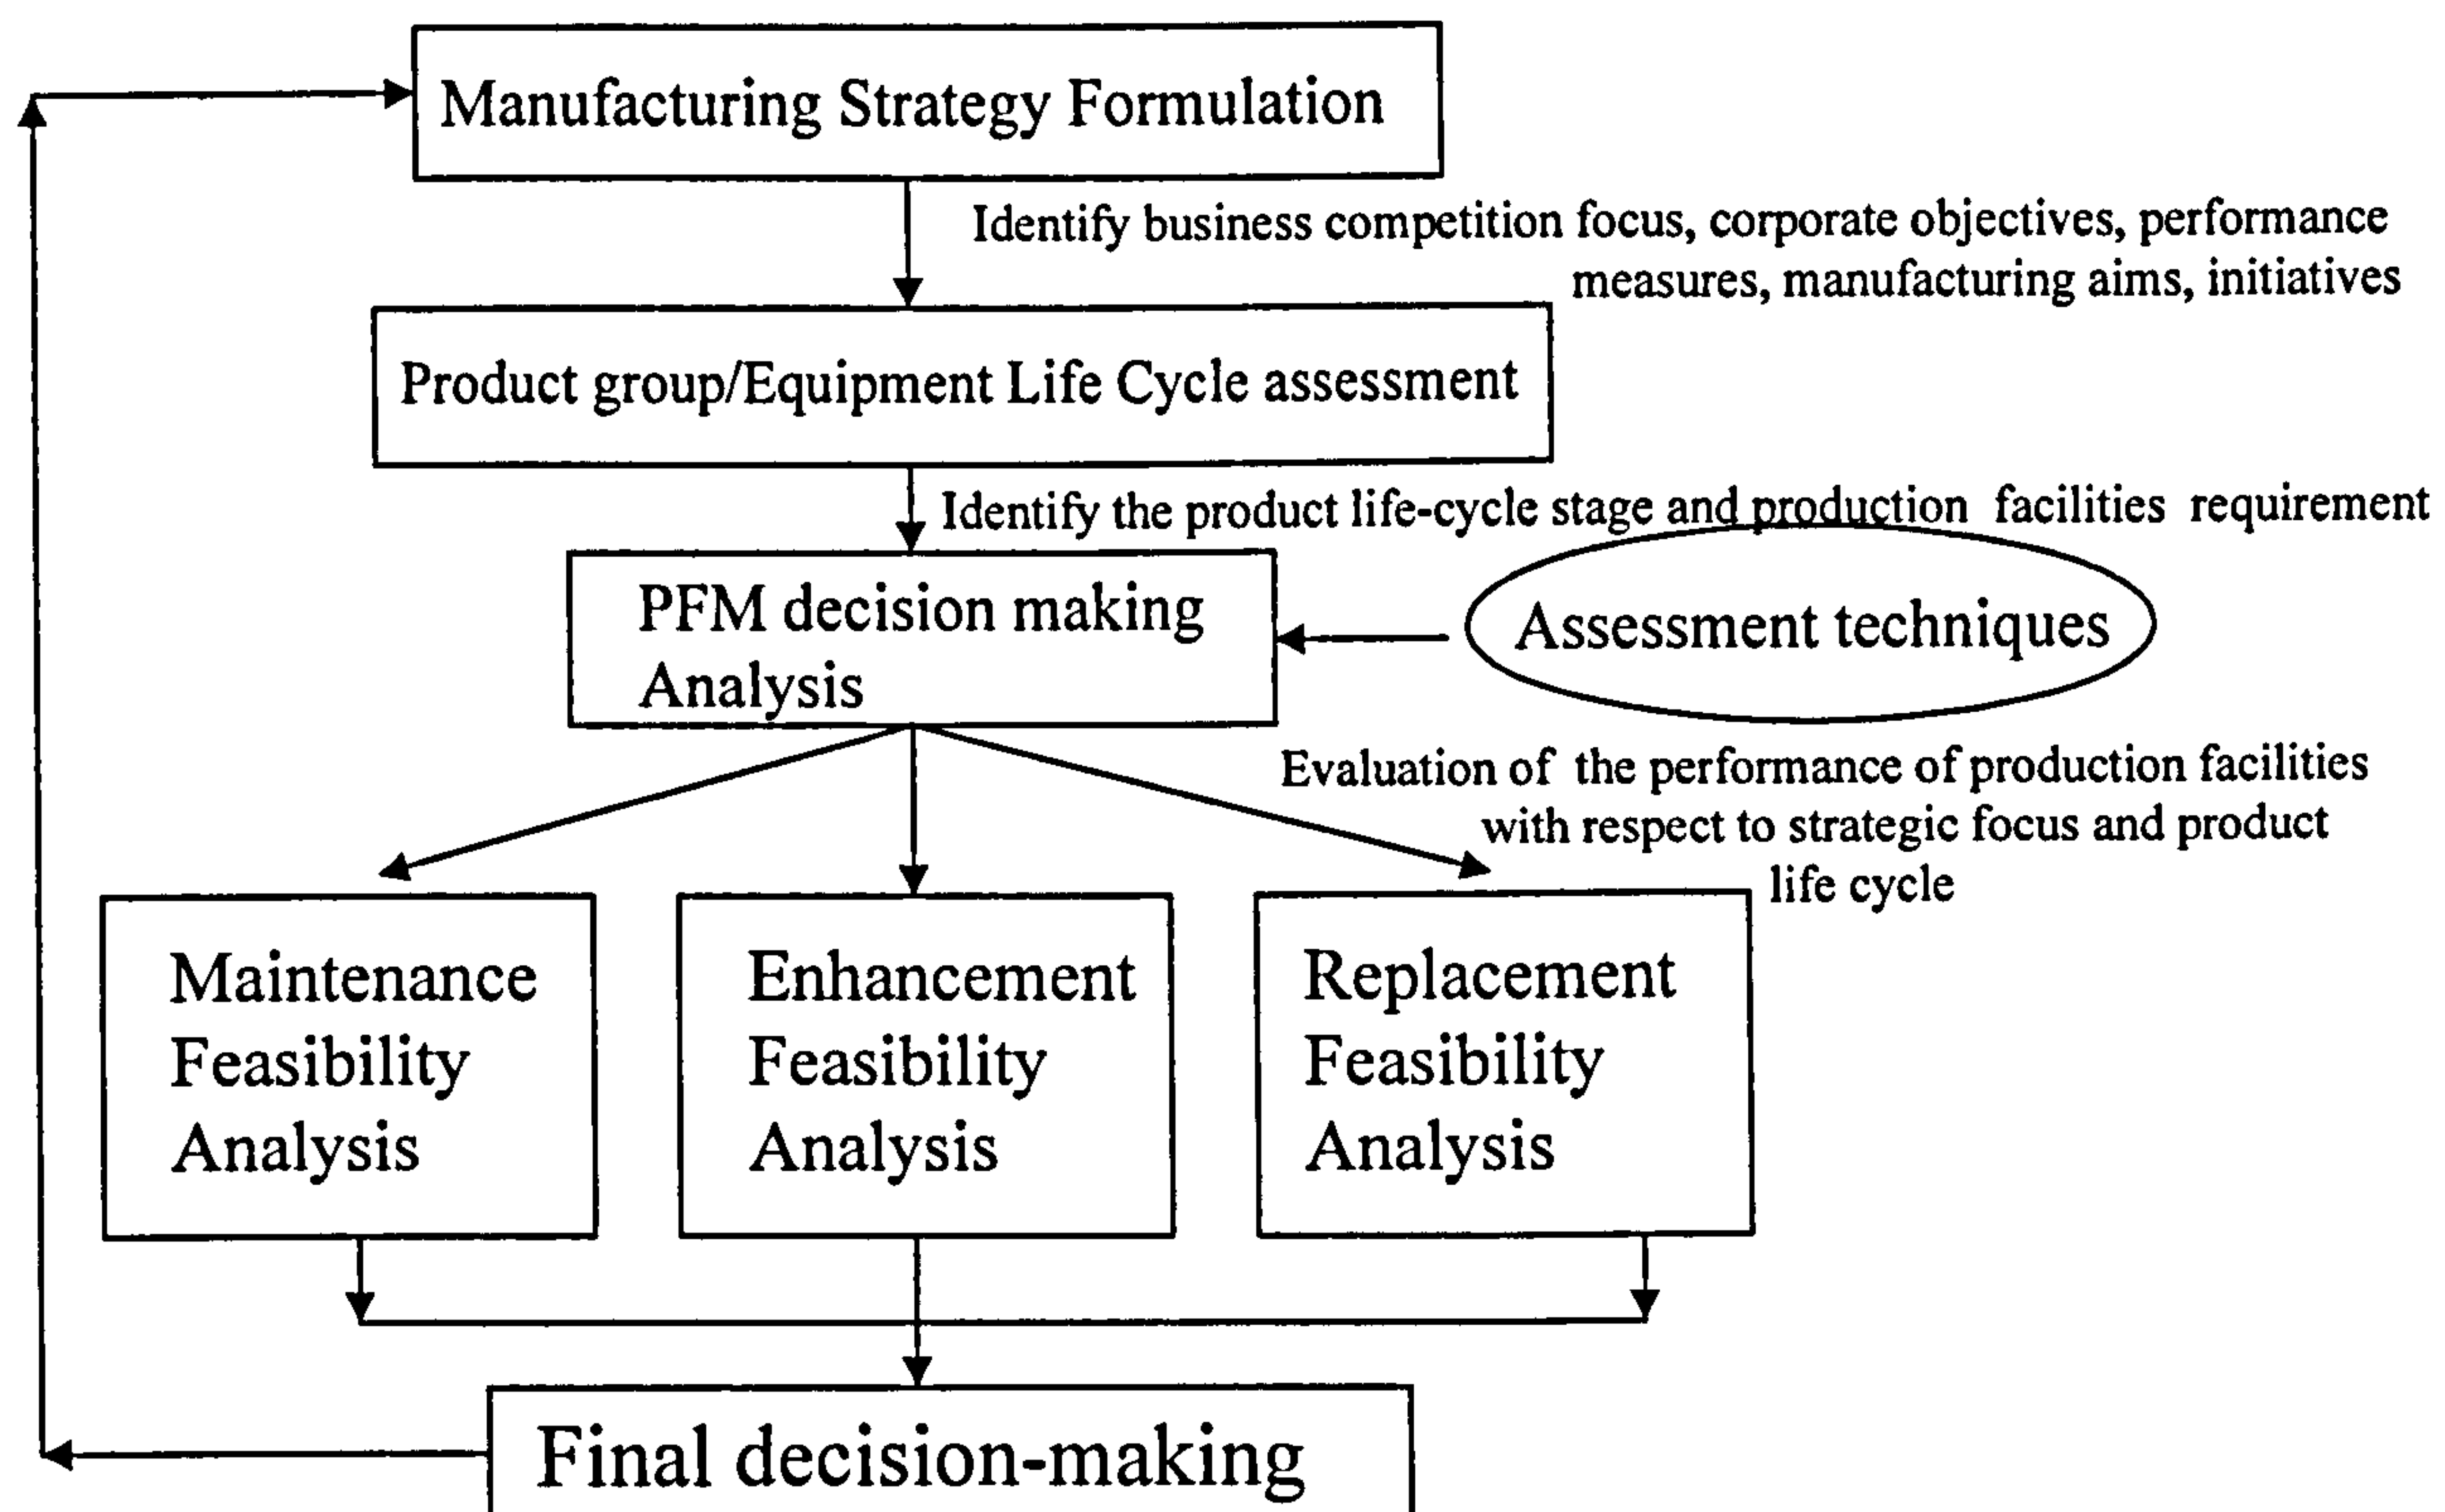 Manufacturing Strategy Formulation
Identify business competition focus, corporate objectives, performance
measures, manufacturing aims, initiatives
Product group/Equipment Life Cycle assessment
Identify the product life-cycle stage and production facilities requirement
PFM decision making
Analysis
Assessment techniques
Evaluation of the performance of production facilities
with respect to strategic focus and product
life cycle
Maintenance
Feasibility
Analysis
Enhancement
Feasibility
Analysis
Replacement
Feasibility
Analysis
Final decision-making